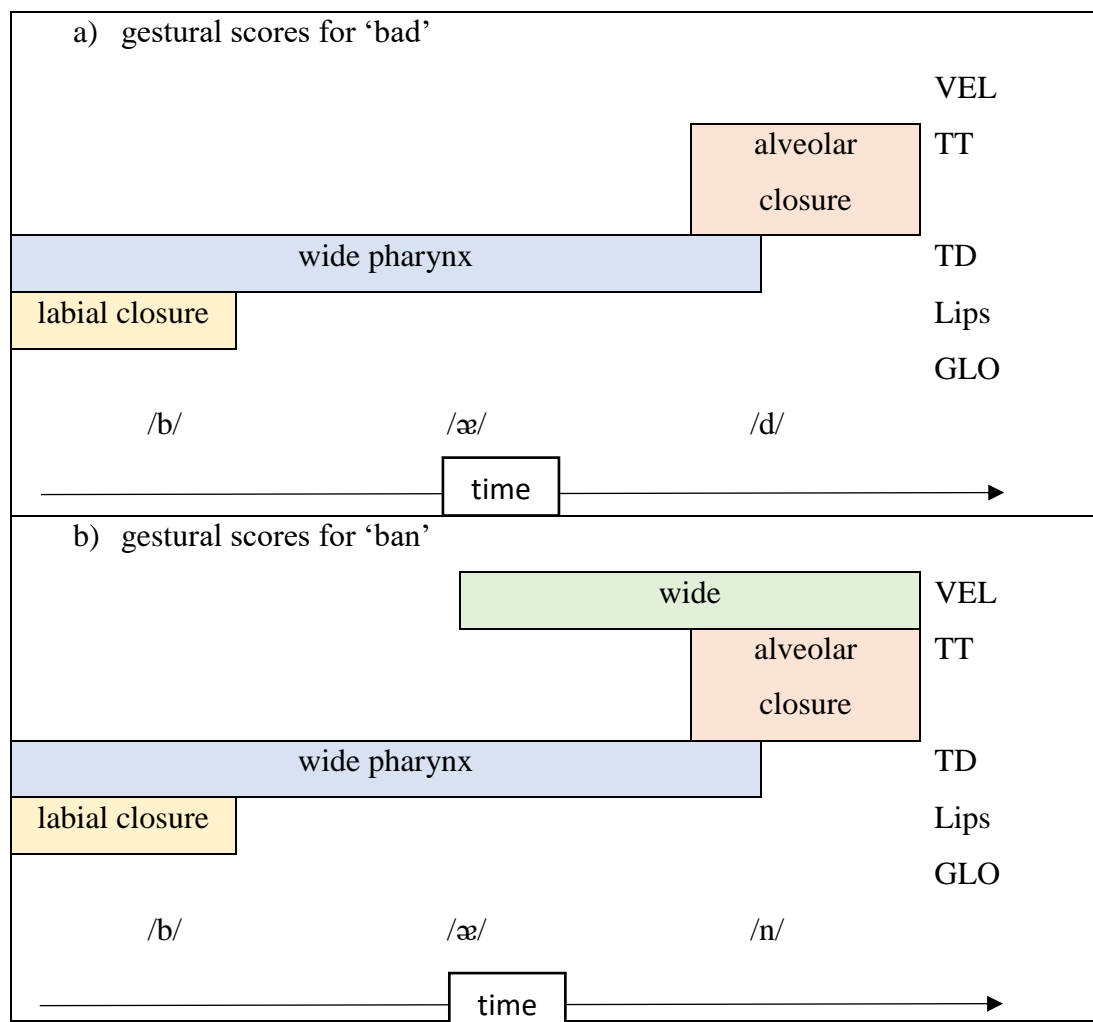 a) gestural scores for ‘bad’
VEL
alveolar TT
closure
wide pharynx TD
labial closure Lips
GLO
/b/ /æ/ /d/
time
b) gestural scores for ‘ban’
wide VEL
alveolar TT
closure
wide pharynx TD
labial closure Lips
GLO
/b/ /æ/ /n/
time